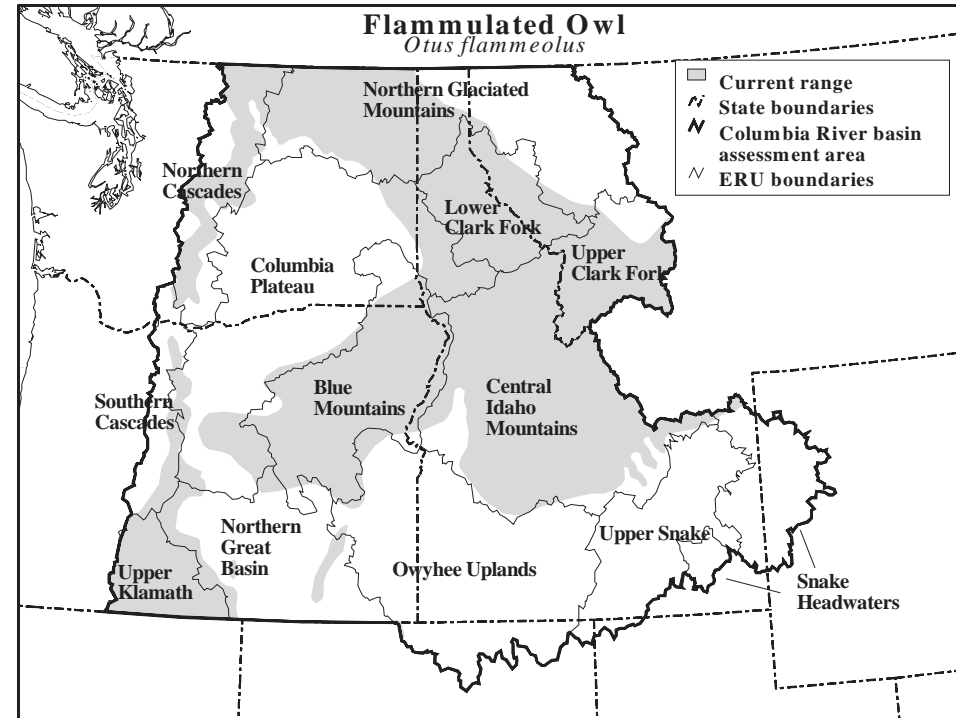 Flammulated Owl
Otus flammeolus
Current range
State boundaries
Columbia River basin
assessment area
ERU boundaries
Northern Glaciated
Mountains
Northern
Cascades
Lower
Clark Fork
Upper
Clark Fork
Columbia
Plateau
Blue
Mountains
Central
Idaho
Mountains
Southern
Cascades
Northern
Great
Basin
Upper Snake
Owyhee Uplands
Upper
Klamath
Snake
Headwaters